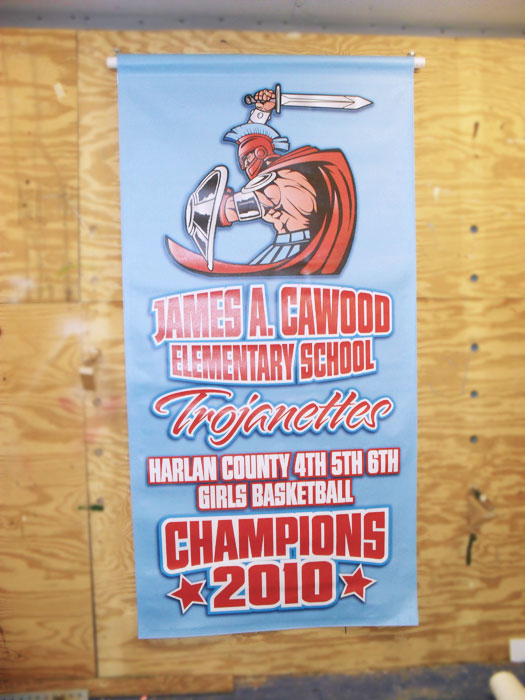 JAMES A. CAWOOD
ELEMENTARY SCHOOL
Trojanettes
HARLAN COUNTY 4TH 5TH 6TH
GIRLS BASKETBALL
CHAMPIONS
2010